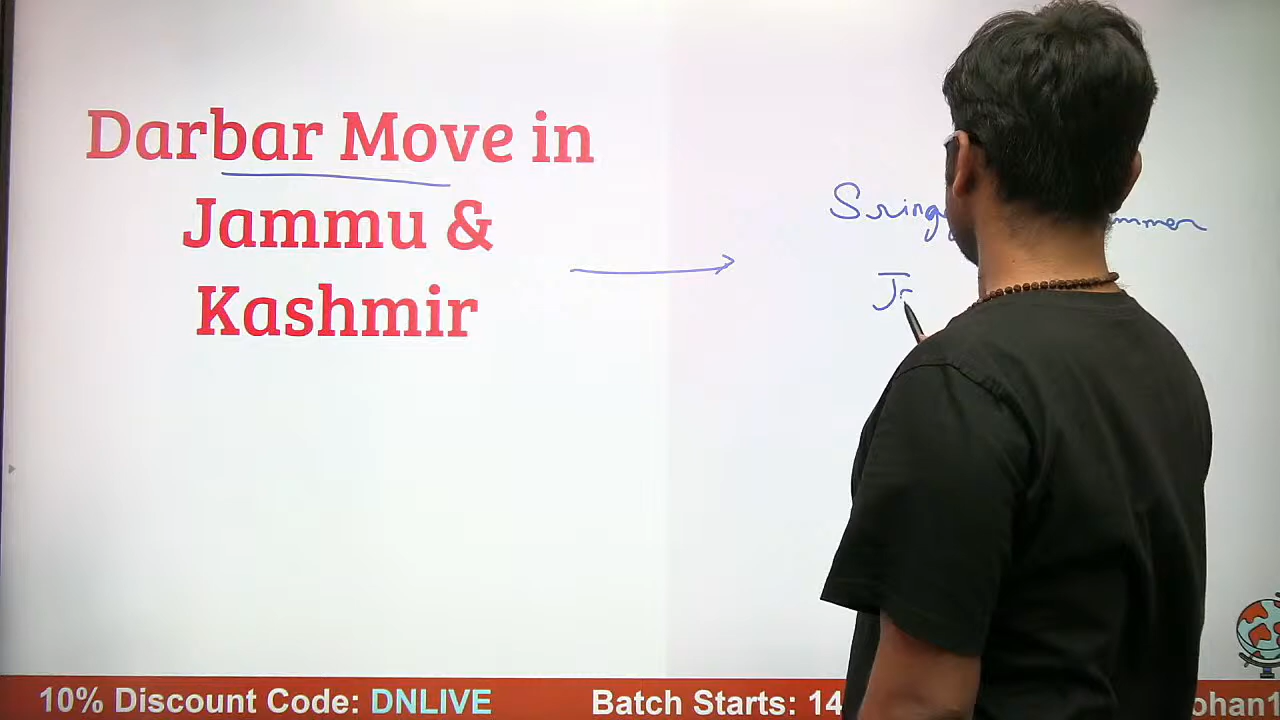 Darbar Move in
Jammu &
Kashmir
10% Discount Code: DNLIVE
Batch Starts: 14